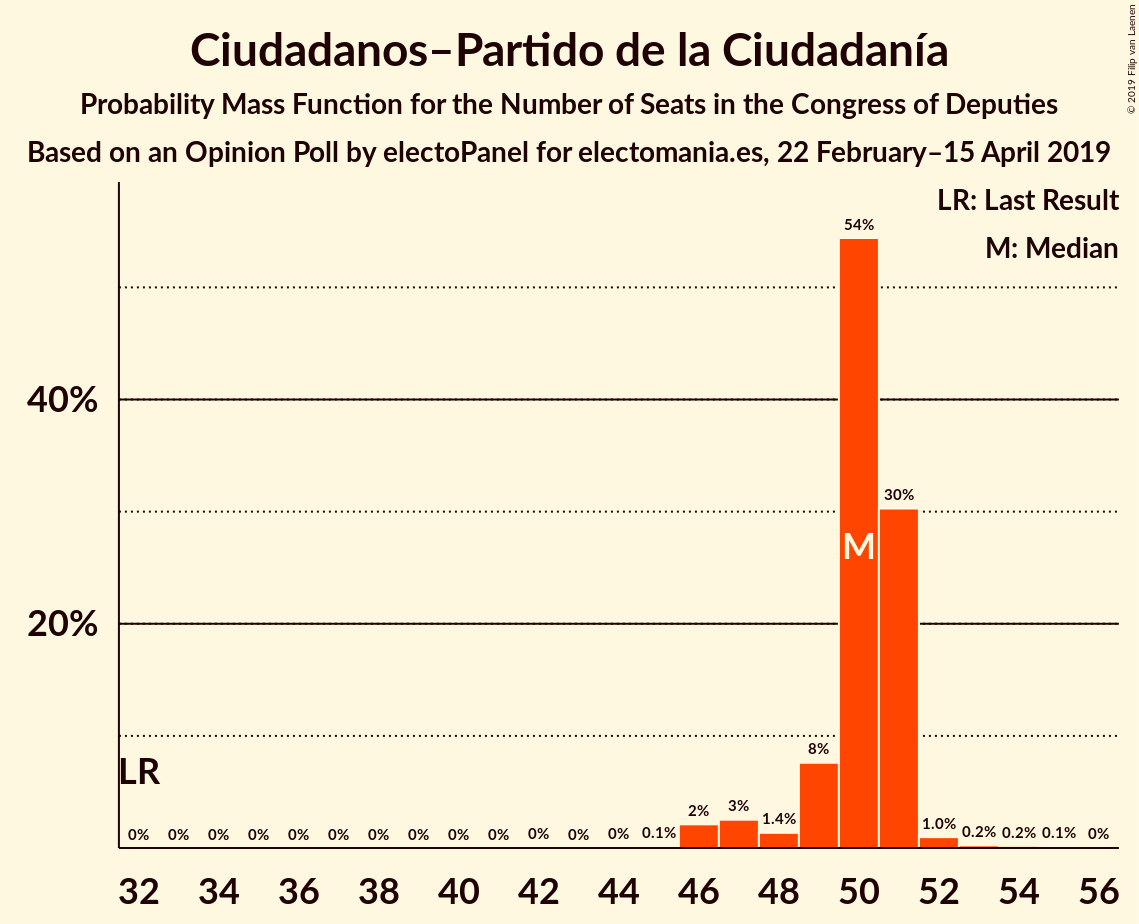 Ciudadanos–Partido de la Ciudadanía
Probability Mass Function for the Number of Seats in the Congress of Deputies
Based on an Opinion Poll by electoPanel for electomania.es, 22 February–15 April 2019
© 2019 Filip van Laenen
LR: Last Result
M: Median
54%
40%
30%
M
20%
8%
LR
0% 0% 0% 0% 0% 0% 0% 0% 0% 0% 0% 0% 0% 0.1% 2% 3% 1.4% 1.0% 0.2% 0.2% 0.1% 0%
32 34 36 38 40 42 44 46 48 50 52 54 56